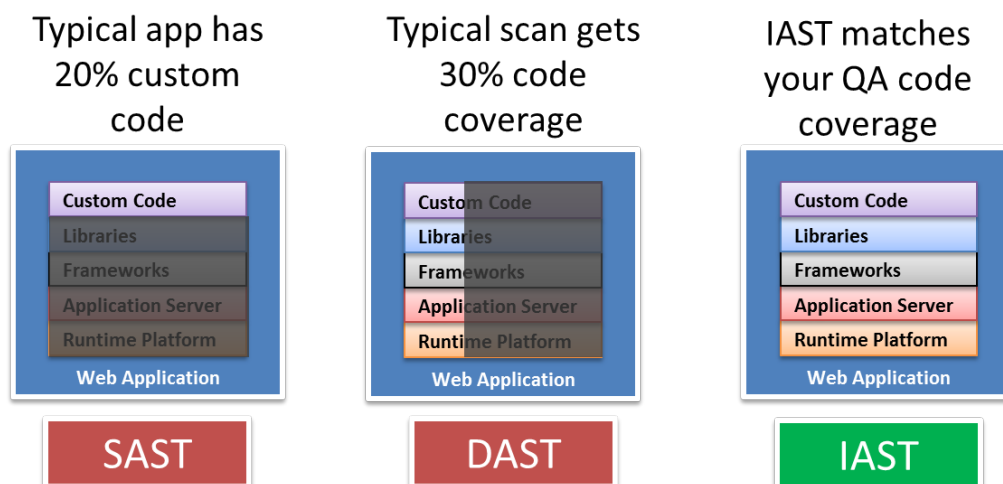 Typical app has
20% custom
code
Custom Code
Libraries
Frameworks
Application Server
Runtime Platform
Web Application
SAST
Typical scan gets
30% code
coverage
Custom Code
Libraries
Frameworks
Application Server
Runtime Platform
Web Application
DAST
IAST matches
your QA code
coverage
Custom Code
Libraries
Frameworks
Application Server
Runtime Platform
Web Application
IAST